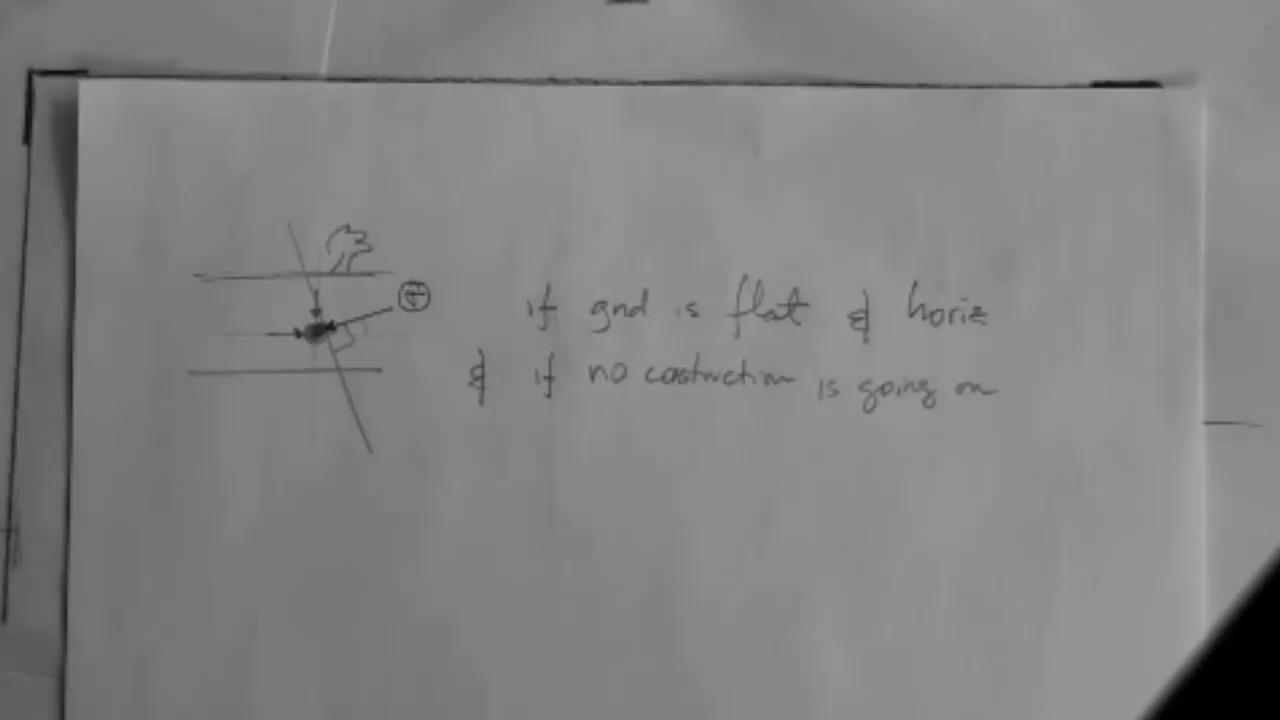 if gnd is flat & horiz
& if no costruction is going on